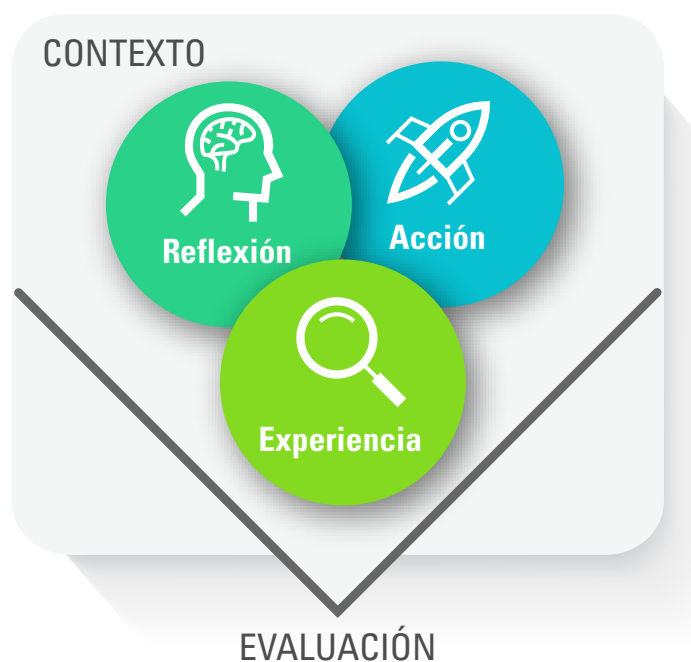 CONTEXTO
Reflexión
Acción
Experiencia
EVALUACIÓN